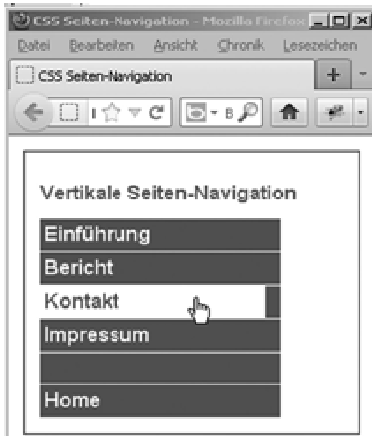 CSS Seiten-Navigation - Mozilla Firefox
Datei Bearbeiten Ansicht Chronik Lesezeichen
CSS Seiten-Navigation
Vertikale Seiten-Navigation
Einführung
Bericht
Kontakt
Impressum
Home